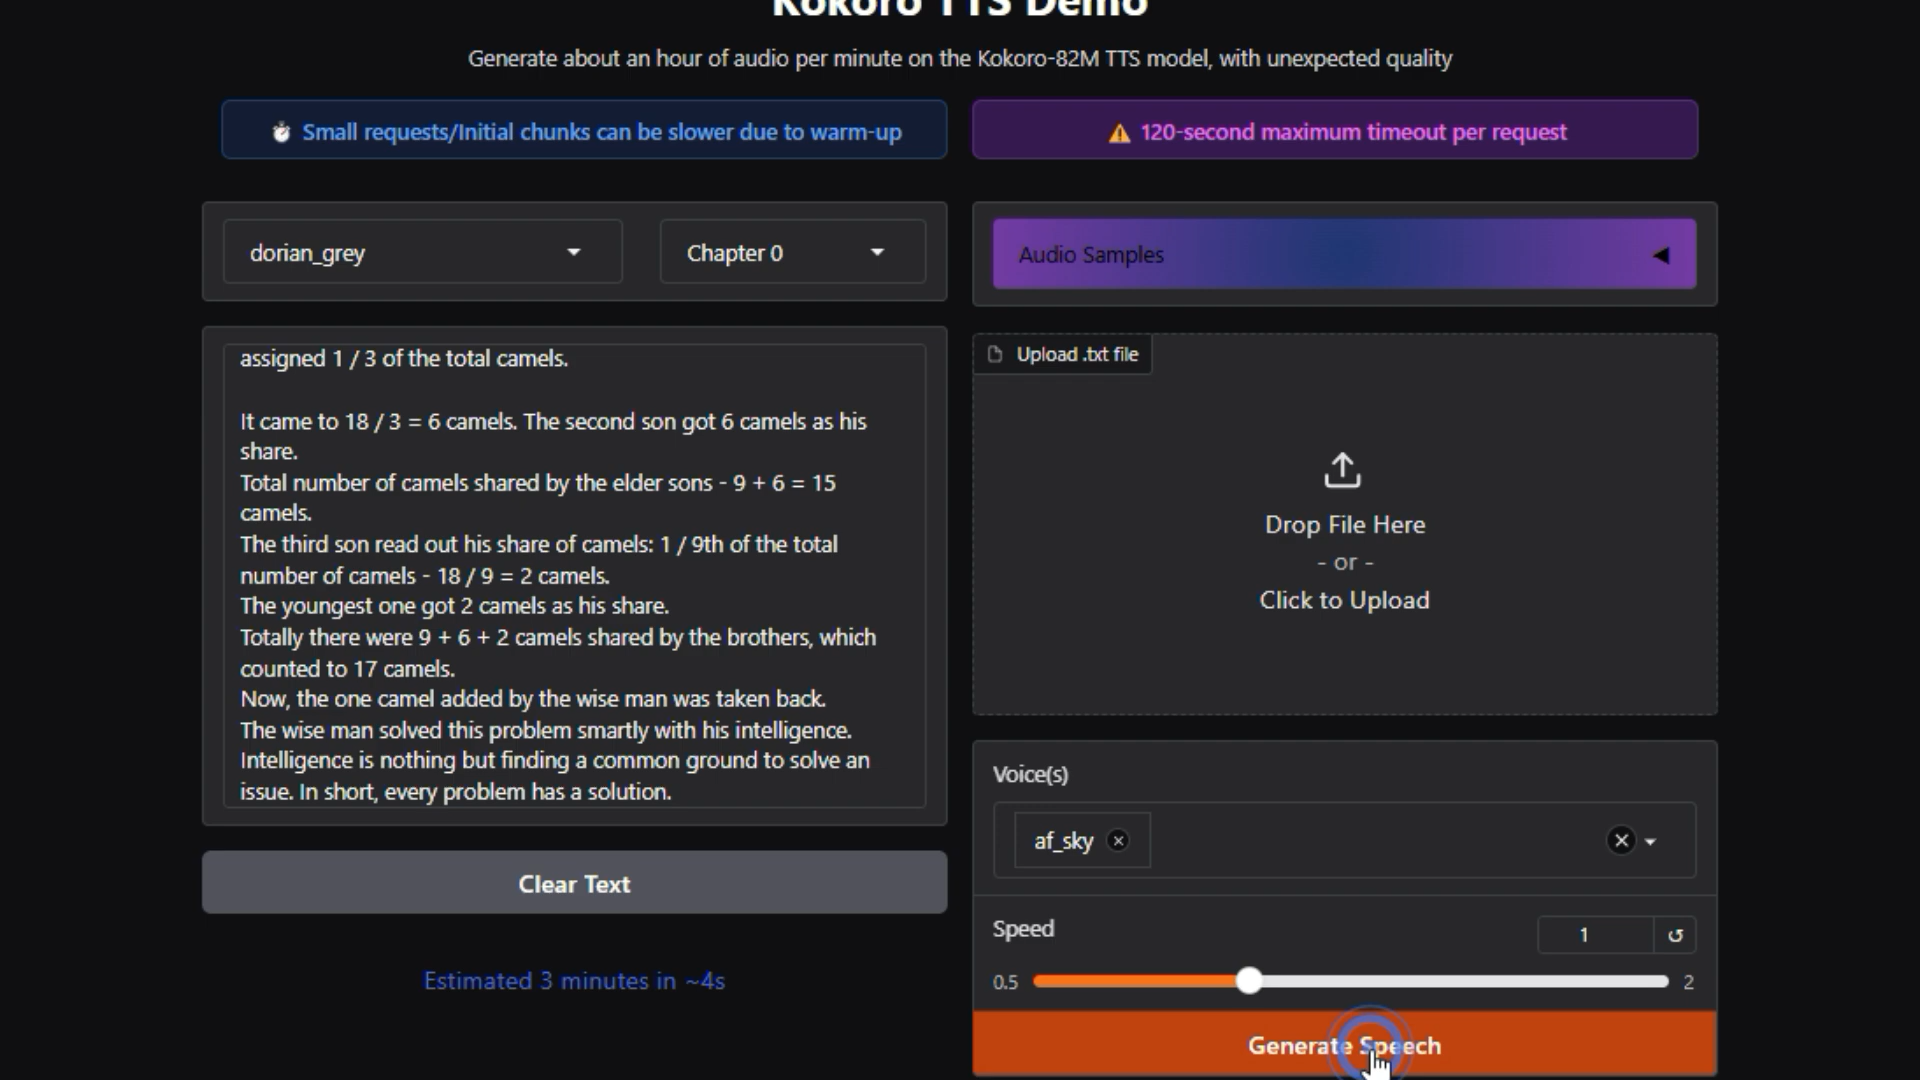 Kokoro TTS Demo
Generate about an hour of audio per minute on the Kokoro-82M TTS model, with unexpected quality
Small requests/Initial chunks can be slower due to warm-up
120-second maximum timeout per request
dorian_grey
Chapter 0
assigned 1 / 3 of the total camels.
It came to 18 / 3 = 6 camels. The second son got 6 camels as his
share.
Total number of camels shared by the elder sons - 9 + 6 = 15
camels.
The third son read out his share of camels: 1 / 9th of the total
number of camels - 18 / 9 = 2 camels.
The youngest one got 2 camels as his share.
Totally there were 9 + 6 + 2 camels shared by the brothers, which
counted to 17 camels.
Now, the one camel added by the wise man was taken back.
The wise man solved this problem smartly with his intelligence.
Intelligence is nothing but finding a common ground to solve an
issue. In short, every problem has a solution.
Clear Text
Estimated 3 minutes in ~4s
Audio Samples
Upload .txt file
Drop File Here
- or -
Click to Upload
Voice(s)
af_sky
Speed
1
0.5
2
Generate Speech